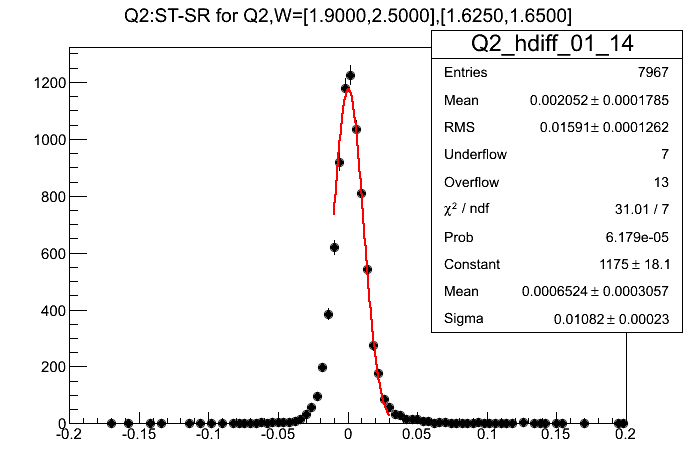 Q2:ST-SR for Q2,W=[1.9000,2.5000],[1.6250,1.6500]
Q2_hdiff_01_14
Entries 7967
Mean 0.002052 ± 0.0001785
RMS 0.01591 ± 0.0001262
Underflow 7
Overflow 13
χ² / ndf 31.01 / 7
Prob 6.179e-05
Constant 1175 ± 18.1
Mean 0.0006524 ± 0.0003057
Sigma 0.01082 ± 0.00023
1200
1000
800
600
400
200
0
-0.2 -0.15 -0.1 -0.05 0 0.05 0.1 0.15 0.2